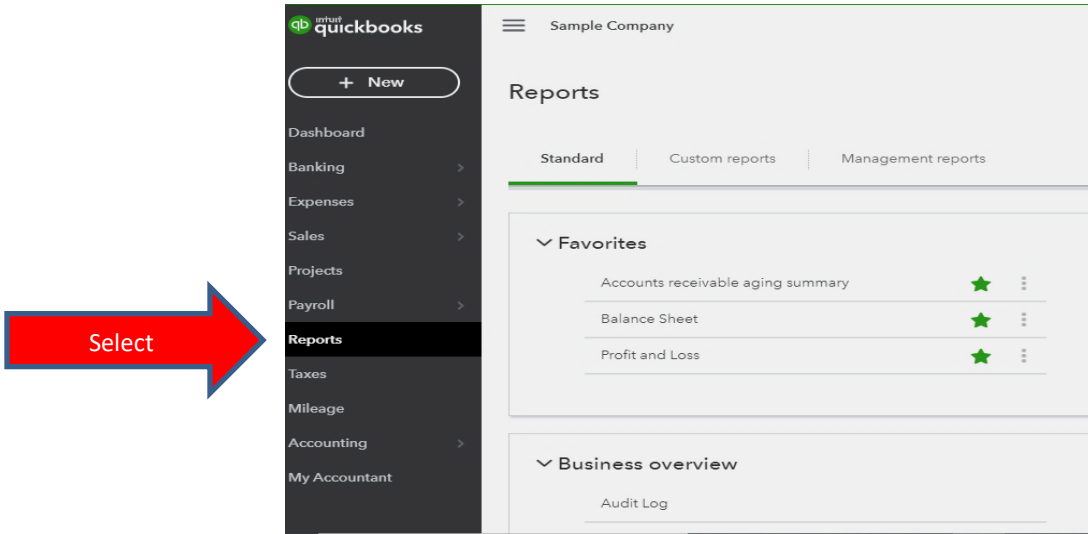 intuit
quickbooks
Sample Company
+ New
Reports
Dashboard
Standard Custom reports Management reports
Banking
Expenses
Sales
Favorites
Projects
Accounts receivable aging summary
Payroll
Balance Sheet
Select
Reports
Profit and Loss
Taxes
Mileage
Accounting
Business overview
My Accountant
Audit Log